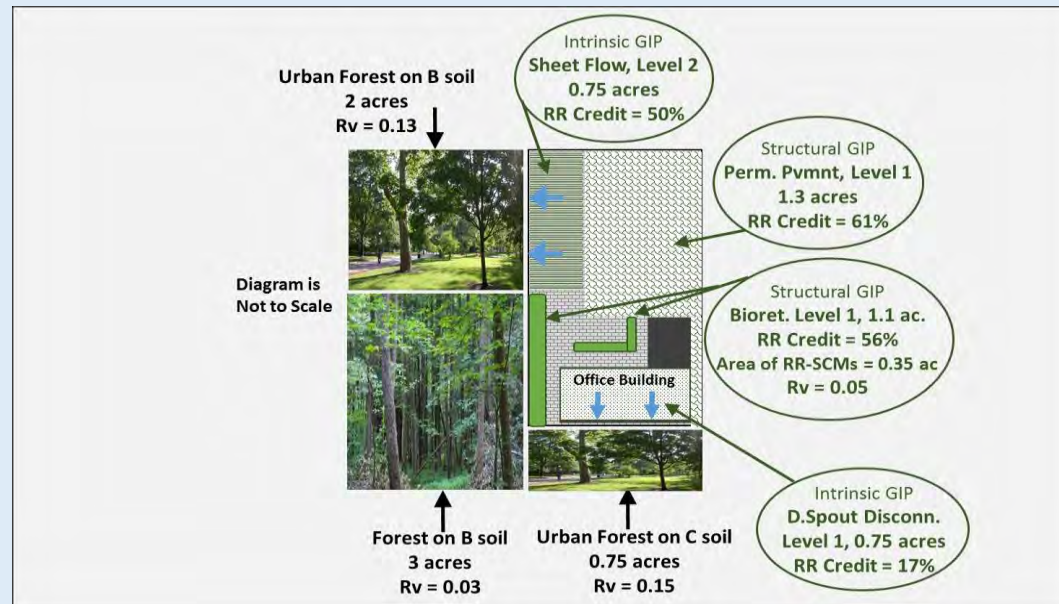 Intrinsic GIP
Sheet Flow, Level 2
0.75 acres
RR Credit = 50%
Urban Forest on B soil
2 acres
Rv = 0.13
Structural GIP
Perm. Pvmnt, Level 1
1.3 acres
RR Credit = 61%
Diagram is
Not to Scale
Structural GIP
Bioret. Level 1, 1.1 ac.
RR Credit = 56%
Area of RR-SCMs = 0.35 ac
Rv = 0.05
Office Building
Intrinsic GIP
D.Spout Disconn.
Level 1, 0.75 acres
RR Credit = 17%
Forest on B soil
3 acres
Rv = 0.03
Urban Forest on C soil
0.75 acres
Rv = 0.15